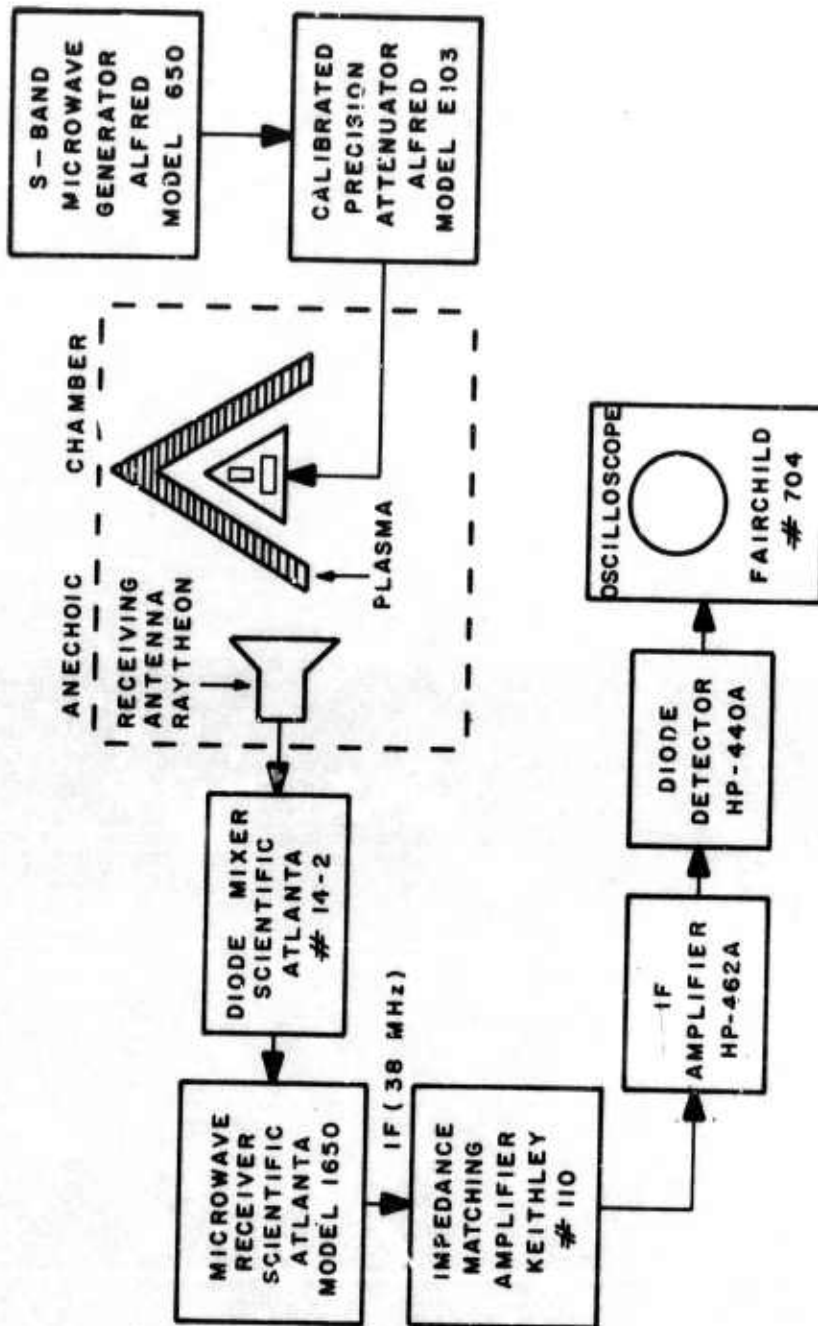 S-BAND
MICROWAVE
GENERATOR
ALFRED
MODEL 650
CALIBRATED
PRECISION
ATTENUATOR
ALFRED
MODEL E103
ANECHOIC CHAMBER
RECEIVING
ANTENNA
RAYTHEON
PLASMA
DIODE MIXER
SCIENTIFIC
ATLANTA
# 14-2
MICROWAVE
RECEIVER
SCIENTIFIC
ATLANTA
MODEL 1650
IF (38 MHz)
IMPEDANCE
MATCHING
AMPLIFIER
KEITHLEY
# 110
IF
AMPLIFIER
HP-462A
DIODE
DETECTOR
HP-440A
OSCILLOSCOPE
FAIRCHILD
# 704